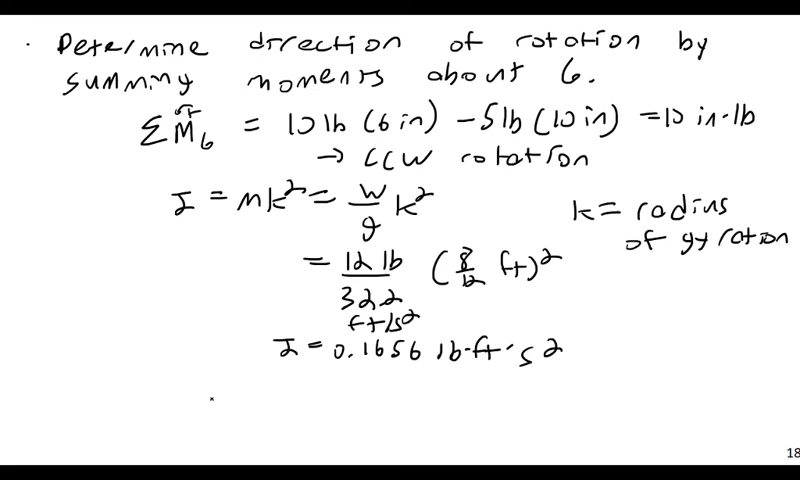 · Determine direction of rotation by
summing moments about G.
ΣM_G = 10 lb (6 in) - 5 lb (10 in) = 10 in·lb
→ CCW rotation
I = mk² = W/g k²
k = radius
of gyration
= 12 lb/322 ft/s² (8/12 ft)²
I = 0.1656 lb·ft·s²
18